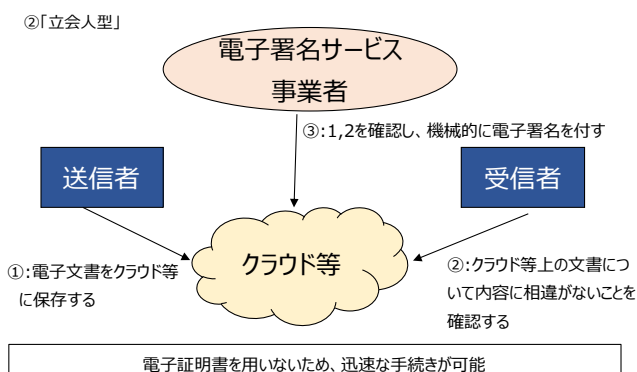 ②「立会人型」
電子署名サービス
事業者
③:1,2を確認し、機械的に電子署名を付す
送信者
受信者
クラウド等
①:電子文書をクラウド等
に保存する
②:クラウド等上の文書につ
いて内容に相違がないことを
確認する
電子証明書を用いないため、迅速な手続きが可能